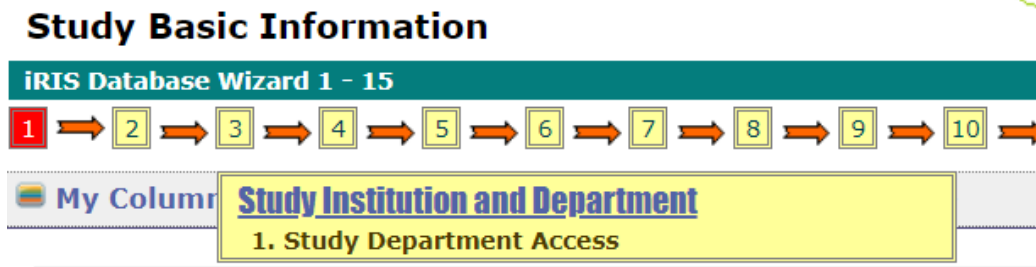 Study Basic Information
iRIS Database Wizard 1 - 15
1 2 3 4 5 6 7 8 9 10
My Column
Study Institution and Department
1. Study Department Access